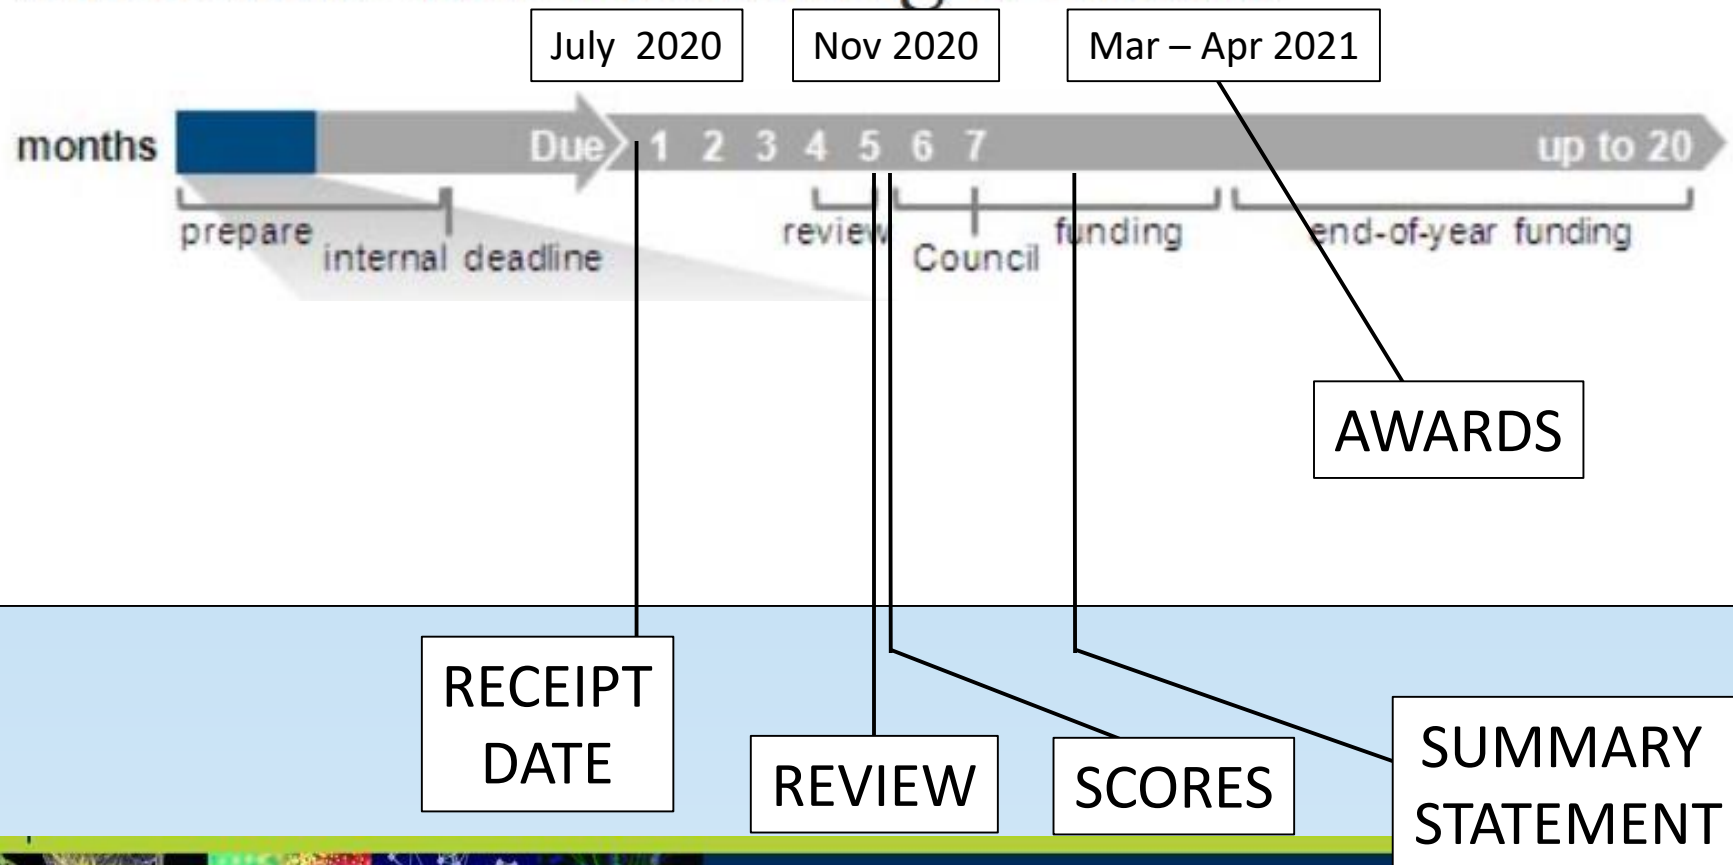 July 2020
Nov 2020
Mar – Apr 2021
months
Due 1 2 3 4 5 6 7 up to 20
prepare
internal deadline
review
Council
funding
end-of-year funding
AWARDS
RECEIPT
DATE
REVIEW
SCORES
SUMMARY
STATEMENT